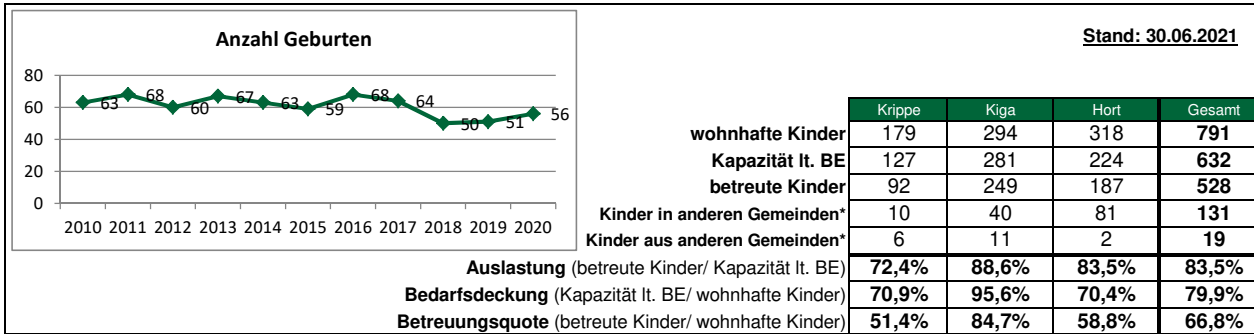 Anzahl Geburten
Stand: 30.06.2021
80
60
40
20
0
63 68 60 67 63 59 68 64 50 51 56
2010 2011 2012 2013 2014 2015 2016 2017 2018 2019 2020
Krippe Kiga Hort Gesamt
wohnhafte Kinder 179 294 318 791
Kapazität lt. BE 127 281 224 632
betreute Kinder 92 249 187 528
Kinder in anderen Gemeinden* 10 40 81 131
Kinder aus anderen Gemeinden* 6 11 2 19
Auslastung (betreute Kinder/ Kapazität lt. BE) 72,4% 88,6% 83,5% 83,5%
Bedarfsdeckung (Kapazität lt. BE/ wohnhafte Kinder) 70,9% 95,6% 70,4% 79,9%
Betreuungsquote (betreute Kinder/ wohnhafte Kinder) 51,4% 84,7% 58,8% 66,8%